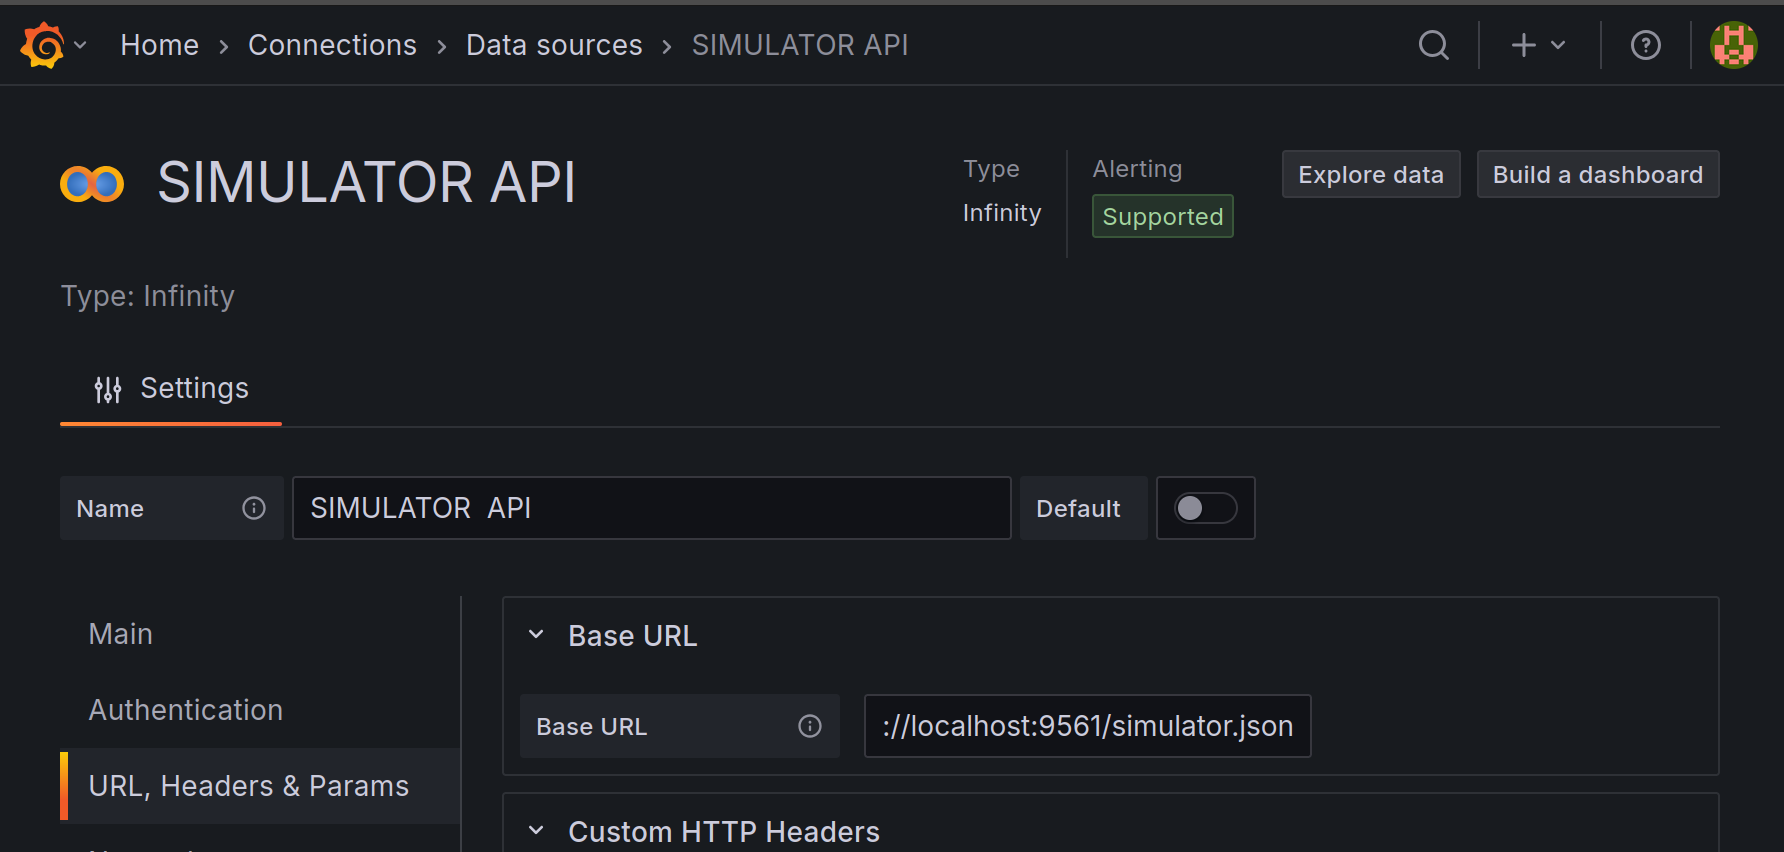 Home › Connections › Data sources › SIMULATOR API
SIMULATOR API
Type
Infinity
Alerting
Supported
Explore data
Build a dashboard
Type: Infinity
Settings
Name
SIMULATOR  API
Default
Main
Authentication
URL, Headers & Params
Base URL
Base URL
://localhost:9561/simulator.json
Custom HTTP Headers